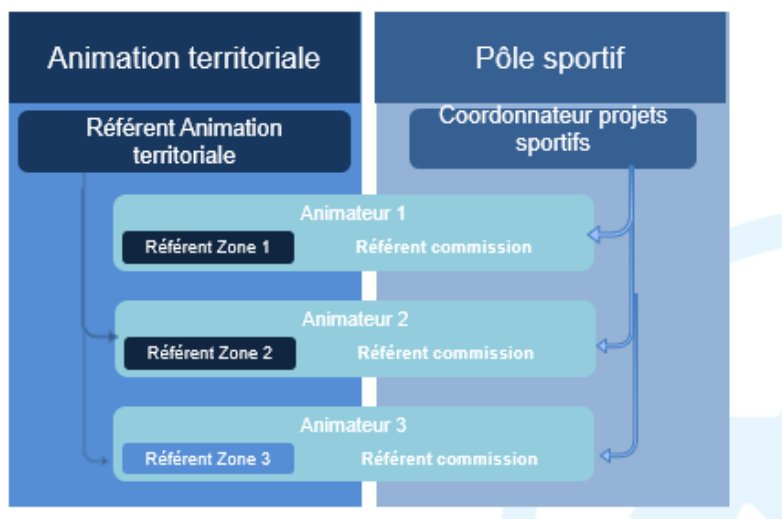 Animation territoriale
Pôle sportif
Référent Animation
territoriale
Coordonnateur projets
sportifs
Animateur 1
Référent Zone 1
Référent commission
Animateur 2
Référent Zone 2
Référent commission
Animateur 3
Référent Zone 3
Référent commission